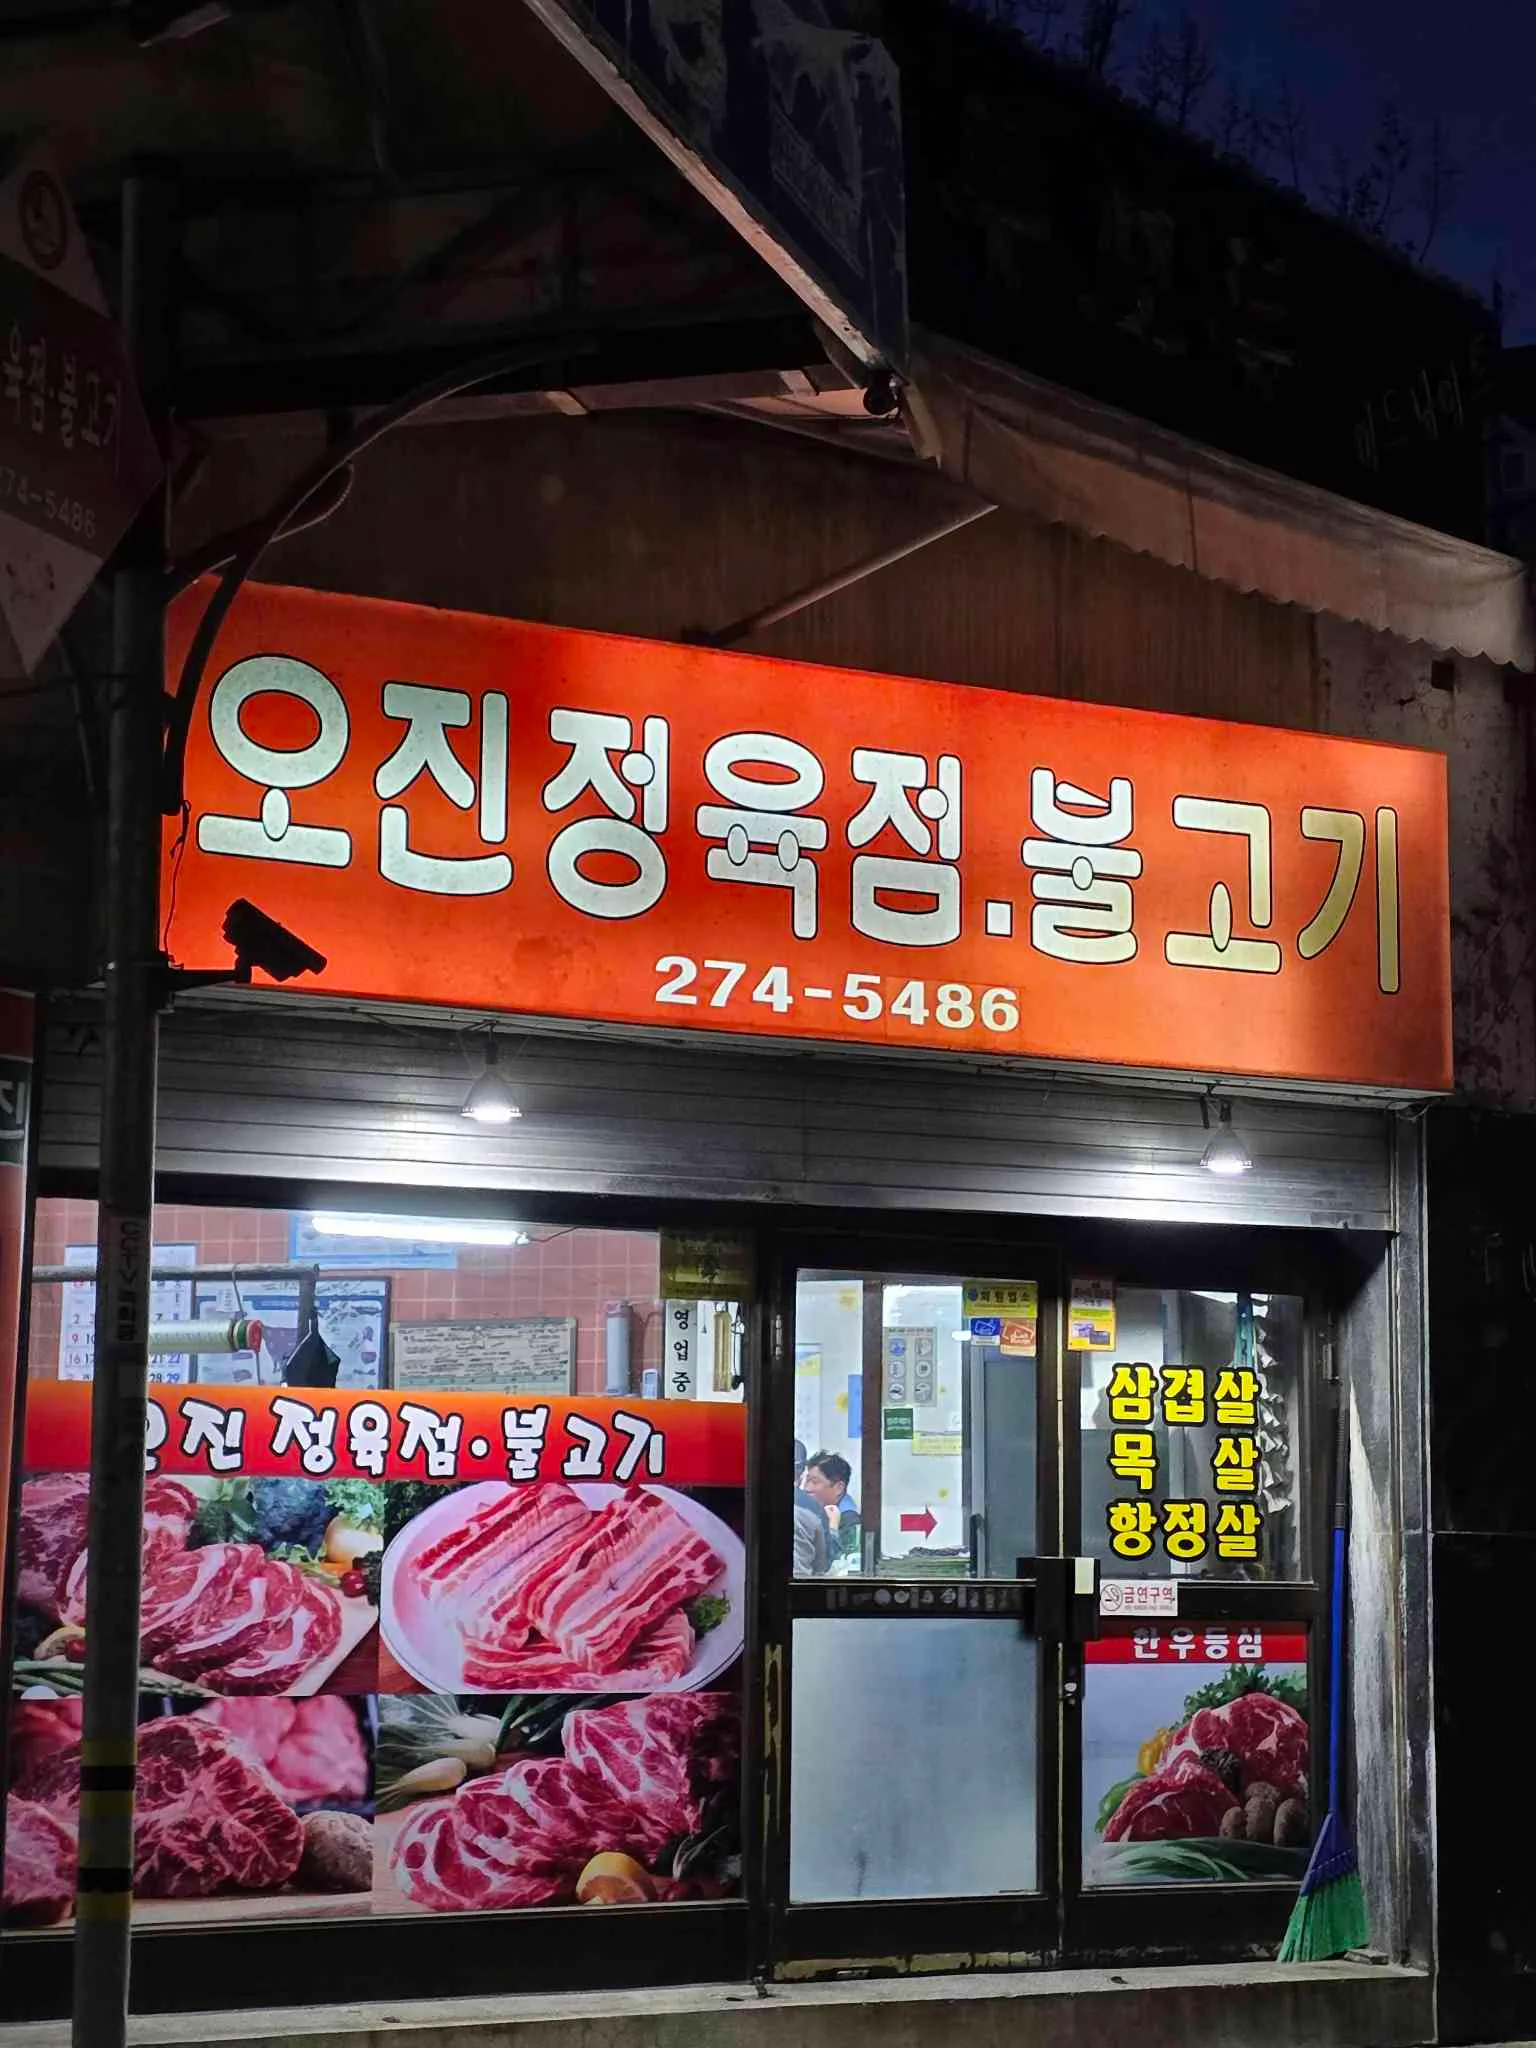 육점.불고기
274-5486
오진정육점.불고기
274-5486
영업중
오진 정육점·불고기
삼겹살
목 살
항정살
금연구역
한우등심